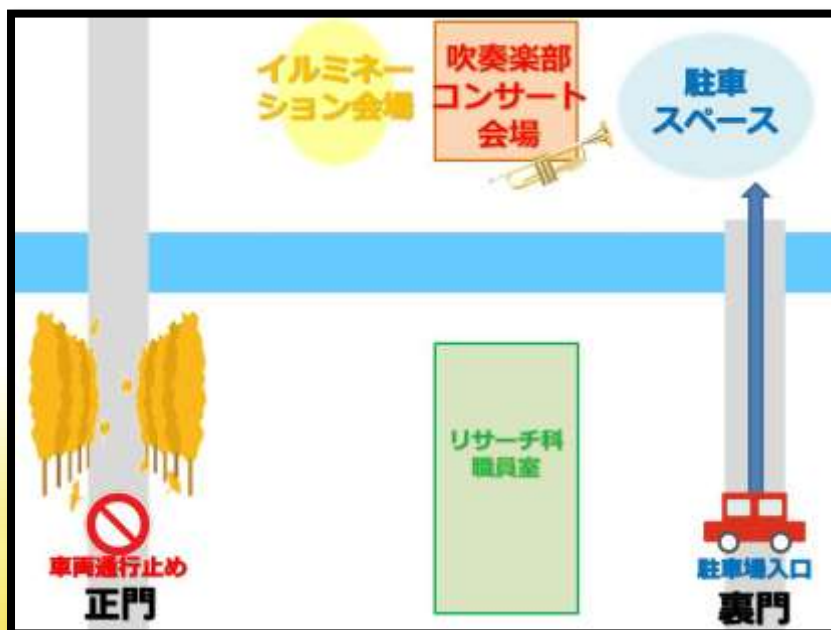 イルミネー
ション会場
吹奏楽部
コンサート
会場
駐車
スペース
リサーチ科
職員室
車両通行止め
正門
駐車場入口
裏門